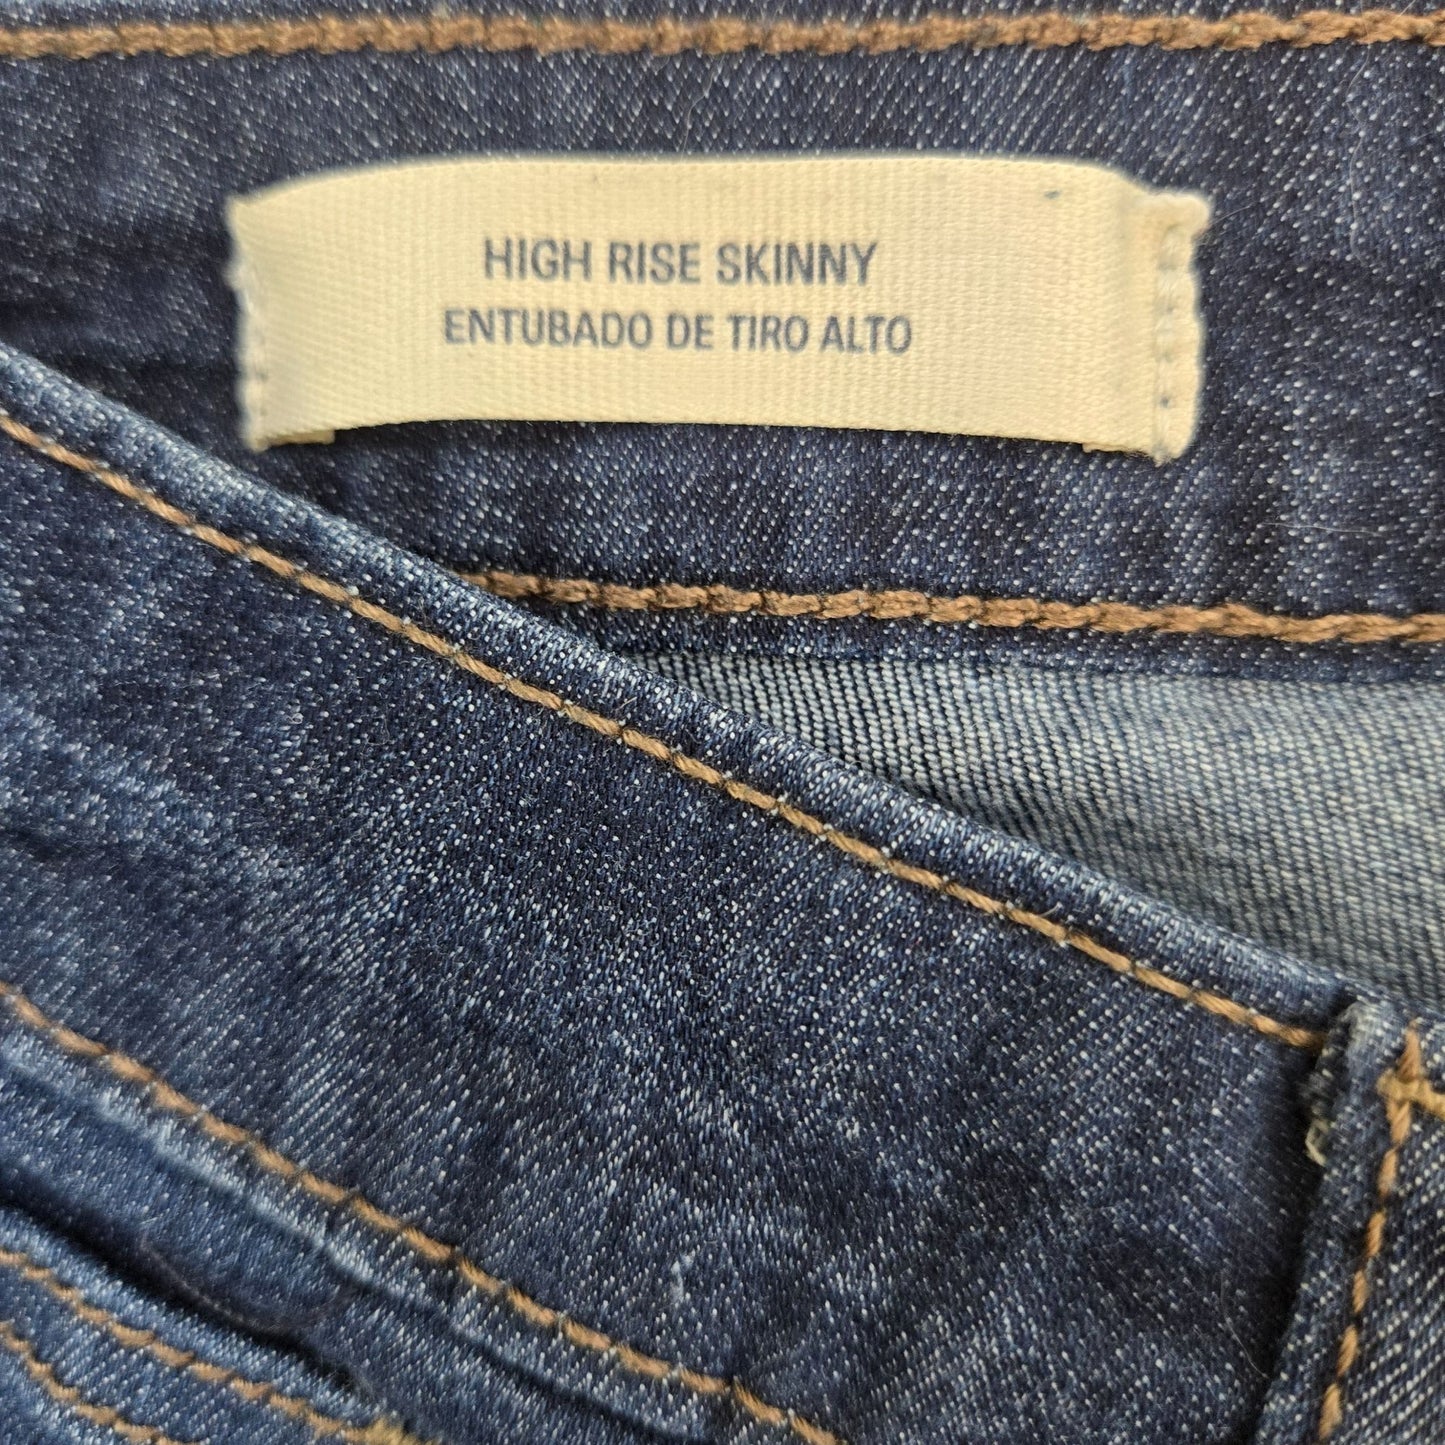 HIGH RISE SKINNY
ENTUBADO DE TIRO ALTO